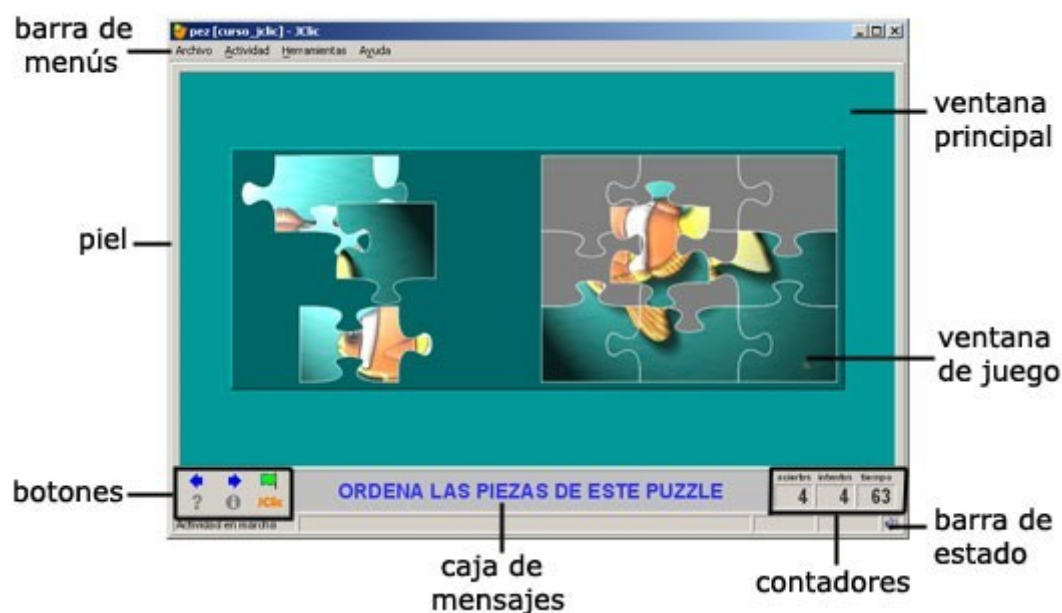 pez [curso_jclic] - JClic
barra de
menús
Archivo Actividad Herramientas Ayuda
ventana
principal
piel
ventana
de juego
botones
? JClic
ORDENA LAS PIEZAS DE ESTE PUZZLE
aciertos intentos tiempo
4 4 63
Actividad en marcha
barra de
estado
caja de
mensajes
contadores